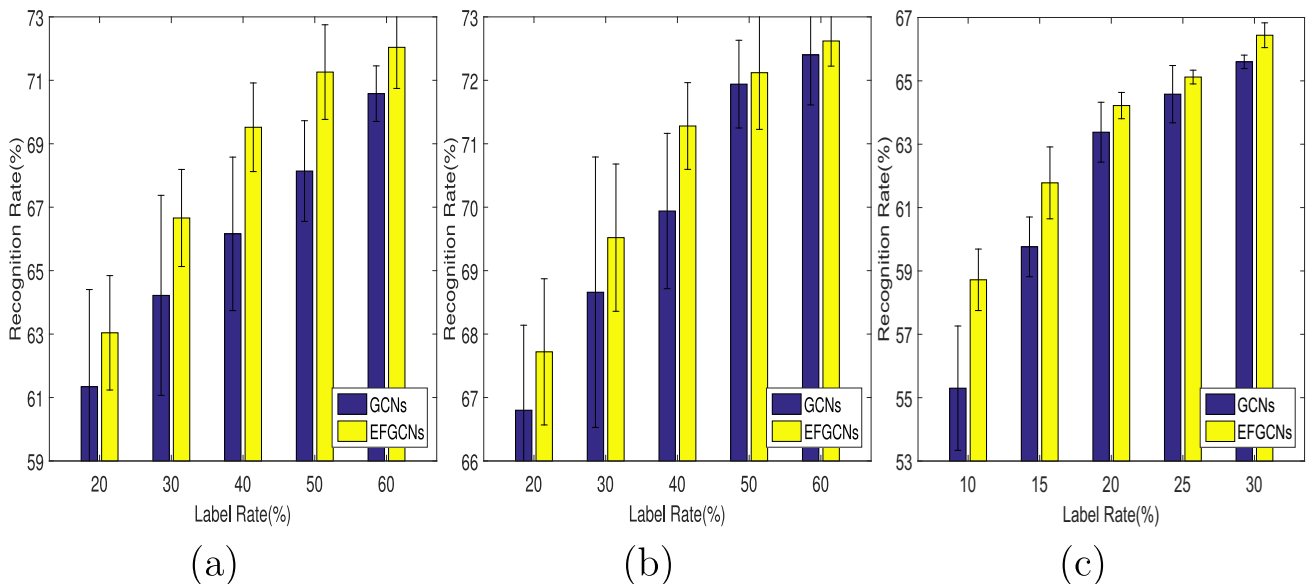 73
71
69
67
65
63
61
59
Recognition Rate(%)
20 30 40 50 60
Label Rate(%)
GCNs
EFGCNs
(a)
73
72
71
70
69
68
67
66
Recognition Rate(%)
20 30 40 50 60
Label Rate(%)
GCNs
EFGCNs
(b)
67
65
63
61
59
57
55
53
Recognition Rate(%)
10 15 20 25 30
Label Rate(%)
GCNs
EFGCNs
(c)